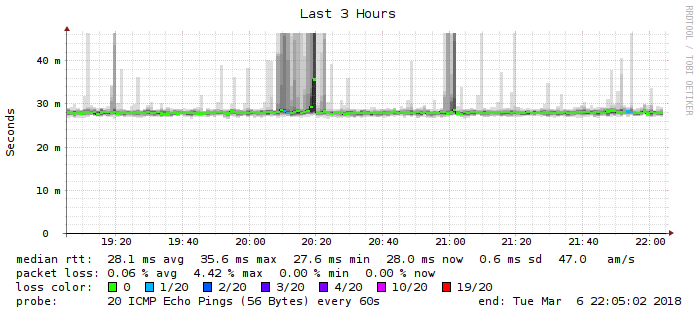 Last 3 Hours
RRDTOOL / TOBI OETIKER
Seconds
40 m
30 m
20 m
10 m
0
19:20 19:40 20:00 20:20 20:40 21:00 21:20 21:40 22:00
median rtt: 28.1 ms avg 35.6 ms max 27.6 ms min 28.0 ms now 0.6 ms sd 47.0 am/s
packet loss: 0.06 % avg 4.42 % max 0.00 % min 0.00 % now
loss color: 0 1/20 2/20 3/20 4/20 10/20 19/20
probe: 20 ICMP Echo Pings (56 Bytes) every 60s end: Tue Mar 6 22:05:02 2018